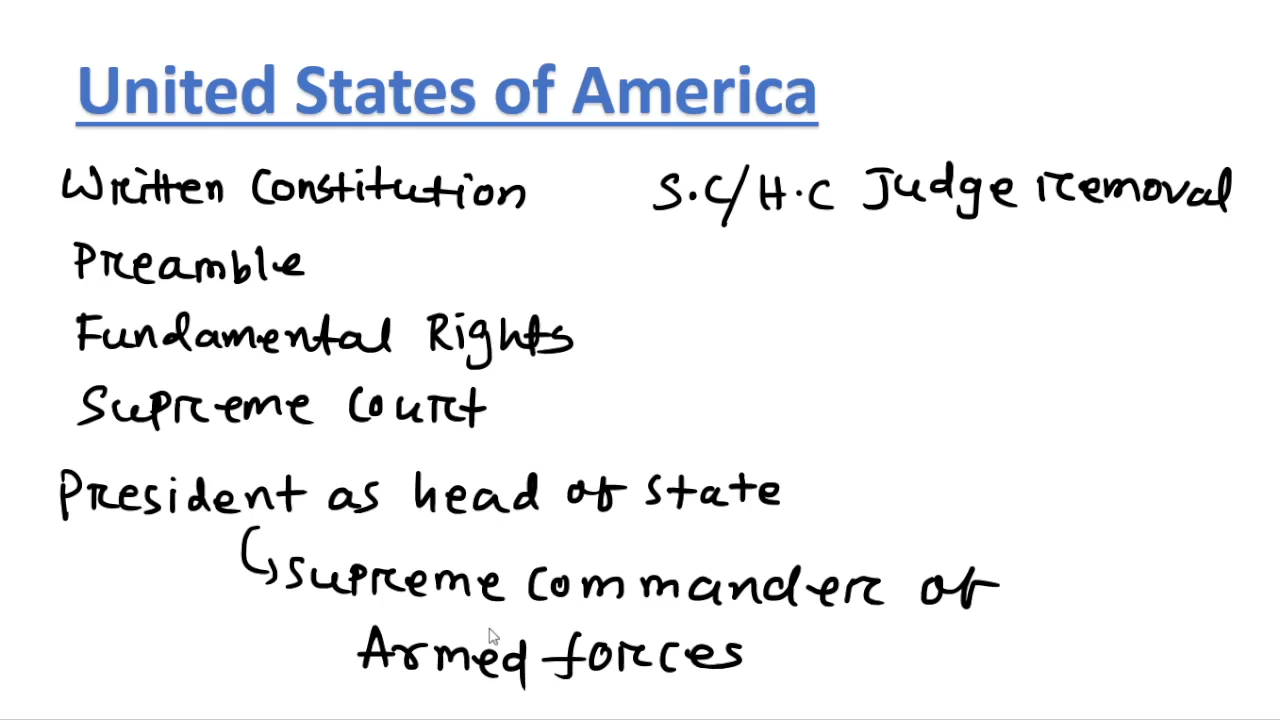 United States of America
Written Constitution
Preamble
Fundamental Rights
Supreme Court
President as head of state
Supreme commander of
Armed forces
S.C/H.C Judge removal